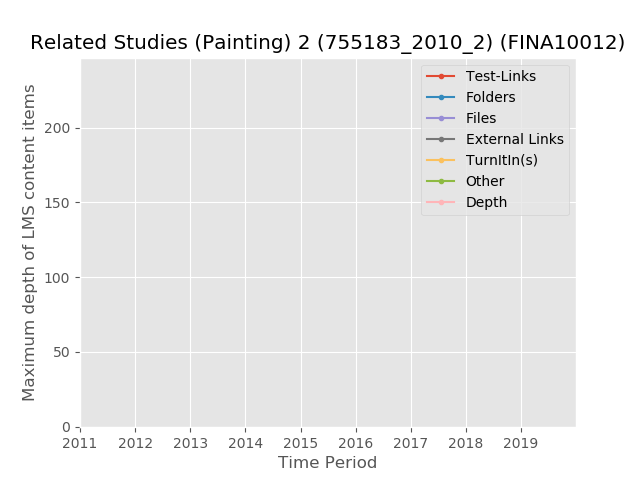 Related Studies (Painting) 2 (755183_2010_2) (FINA10012)
Test-Links
Folders
Files
External Links
TurnItIn(s)
Other
Depth
Maximum depth of LMS content items
200
150
100
50
0
2011 2012 2013 2014 2015 2016 2017 2018 2019
Time Period